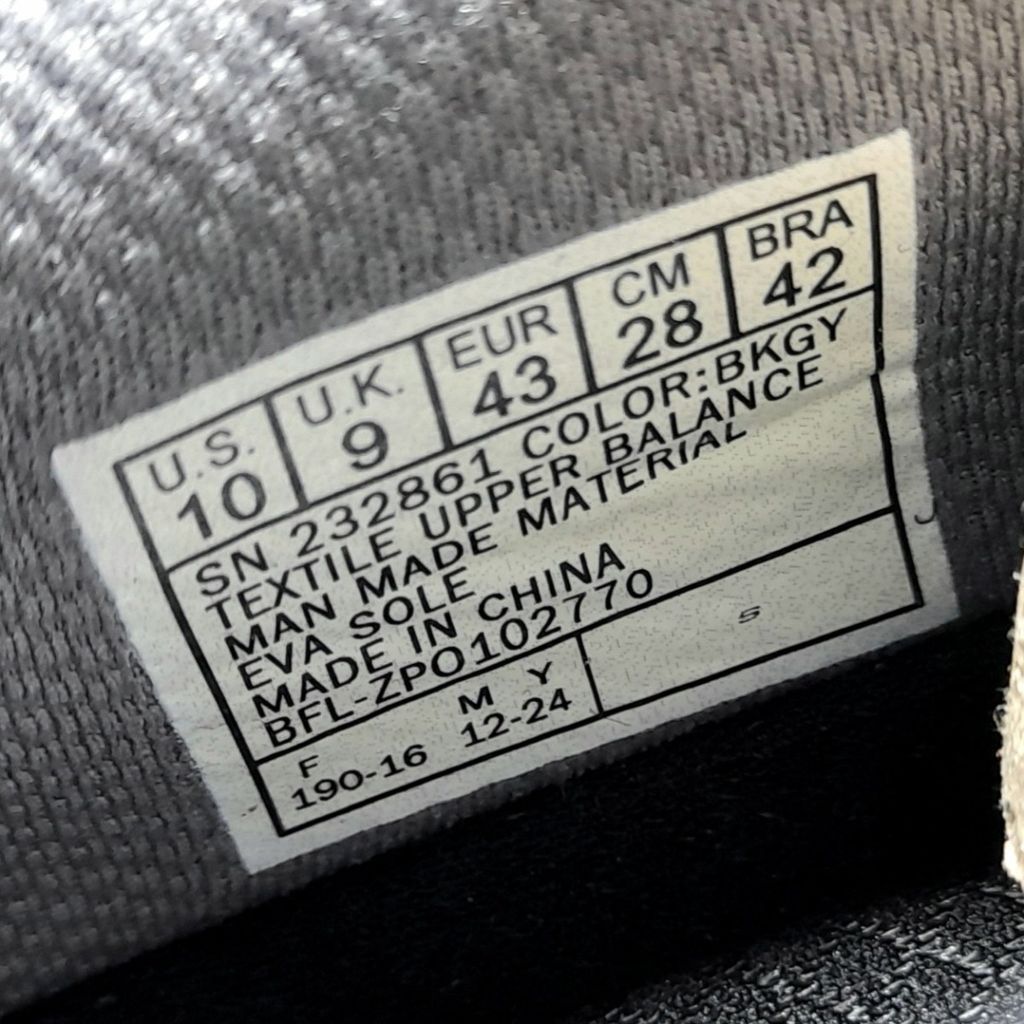 U.S. U.K. EUR CM BRA
10 9 43 28 42
SN 232861 COLOR:BKGY
TEXTILE UPPER BALANCE
MAN MADE MATERIAL
EVA SOLE
MADE IN CHINA
BFL-ZPO102770
F M Y
190-16 12-24
S